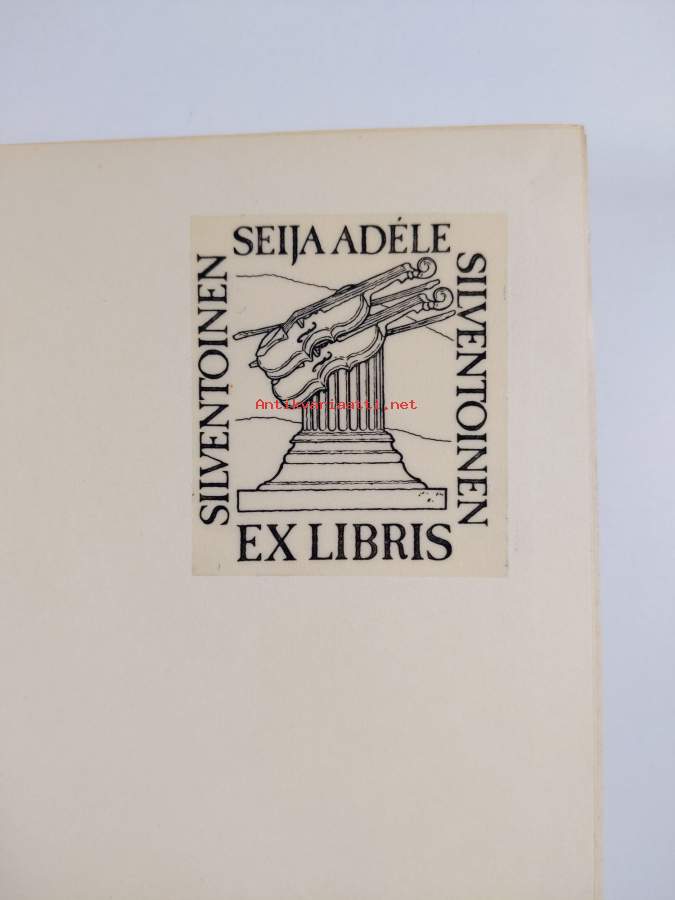 SEIJA ADÉLE
SILVENTOINEN
SILVENTOINEN
Antikvariaatti.net
EX LIBRIS